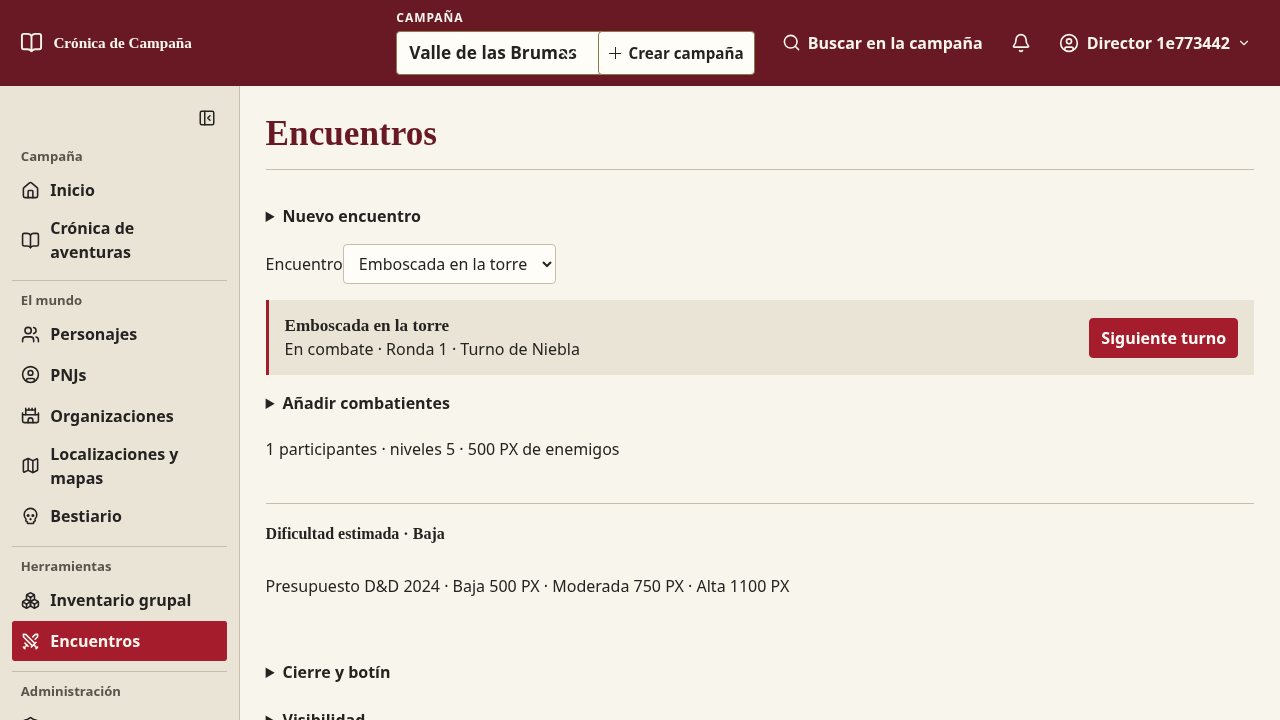 Crónica de Campaña
CAMPAÑA
Valle de las Brumas
Crear campaña
Buscar en la campaña
Director 1e773442
Campaña
Inicio
Crónica de
aventuras
El mundo
Personajes
PNJs
Organizaciones
Localizaciones y
mapas
Bestiario
Herramientas
Inventario grupal
Encuentros
Administración
Encuentros
Nuevo encuentro
Encuentro
Emboscada en la torre
Emboscada en la torre
En combate · Ronda 1 · Turno de Niebla
Siguiente turno
Añadir combatientes
1 participantes · niveles 5 · 500 PX de enemigos
Dificultad estimada · Baja
Presupuesto D&D 2024 · Baja 500 PX · Moderada 750 PX · Alta 1100 PX
Cierre y botín
Visibilidad